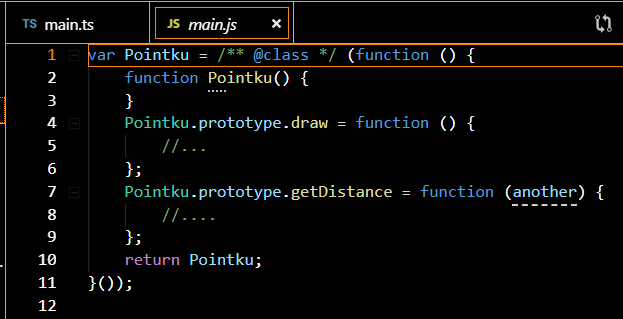 TS main.ts JS main.js ×
1 var Pointku = /** @class */ (function () {
2 function Pointku() {
3 }
4 Pointku.prototype.draw = function () {
5 //...
6 };
7 Pointku.prototype.getDistance = function (another) {
8 //....
9 };
10 return Pointku;
11 }());
12